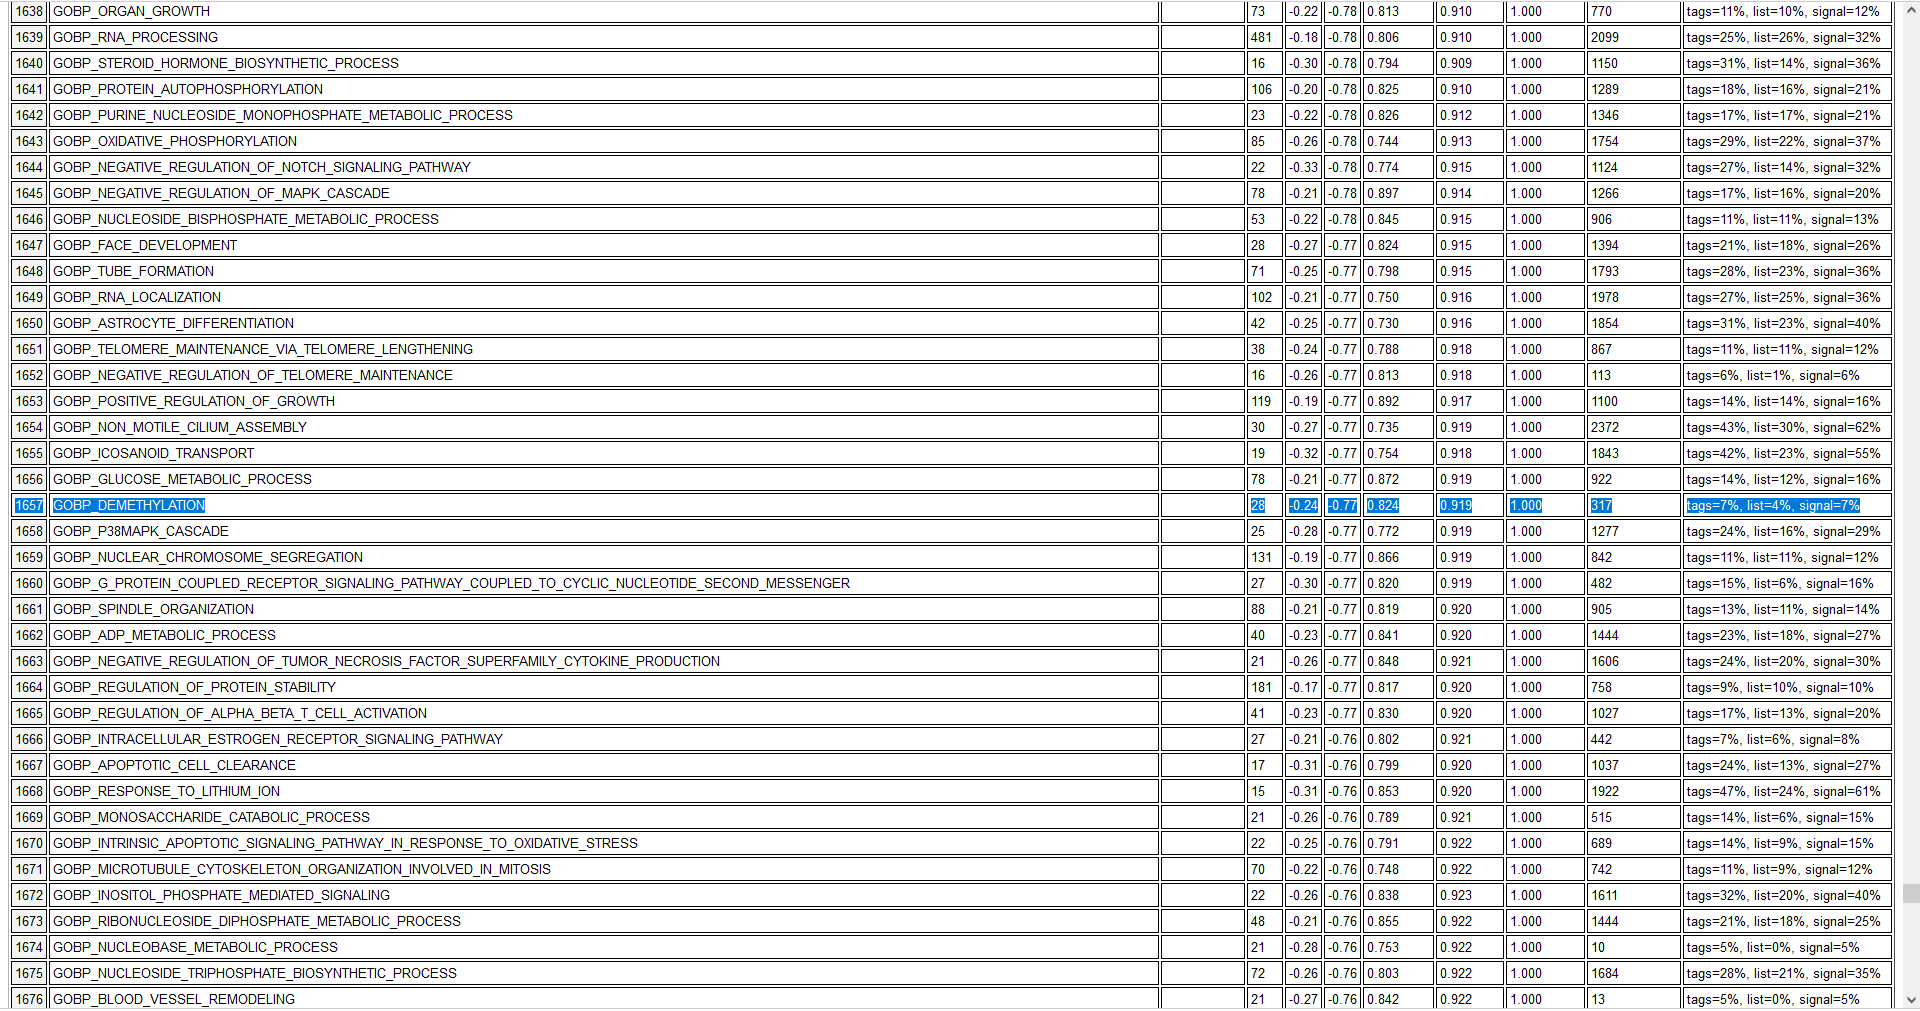 1638 GOBP_ORGAN_GROWTH 73 -0.22 -0.78 0.813 0.910 1.000 770 tags=11%, list=10%, signal=12%
1639 GOBP_RNA_PROCESSING 481 -0.18 -0.78 0.806 0.910 1.000 2099 tags=25%, list=26%, signal=32%
1640 GOBP_STEROID_HORMONE_BIOSYNTHETIC_PROCESS 16 -0.30 -0.78 0.794 0.909 1.000 1150 tags=31%, list=14%, signal=36%
1641 GOBP_PROTEIN_AUTOPHOSPHORYLATION 106 -0.20 -0.78 0.825 0.910 1.000 1289 tags=18%, list=16%, signal=21%
1642 GOBP_PURINE_NUCLEOSIDE_MONOPHOSPHATE_METABOLIC_PROCESS 23 -0.22 -0.78 0.826 0.912 1.000 1346 tags=17%, list=17%, signal=21%
1643 GOBP_OXIDATIVE_PHOSPHORYLATION 85 -0.26 -0.78 0.744 0.913 1.000 1754 tags=29%, list=22%, signal=37%
1644 GOBP_NEGATIVE_REGULATION_OF_NOTCH_SIGNALING_PATHWAY 22 -0.33 -0.78 0.774 0.915 1.000 1124 tags=27%, list=14%, signal=32%
1645 GOBP_NEGATIVE_REGULATION_OF_MAPK_CASCADE 78 -0.21 -0.78 0.897 0.914 1.000 1266 tags=17%, list=16%, signal=20%
1646 GOBP_NUCLEOSIDE_BISPHOSPHATE_METABOLIC_PROCESS 53 -0.22 -0.78 0.845 0.915 1.000 906 tags=11%, list=11%, signal=13%
1647 GOBP_FACE_DEVELOPMENT 28 -0.27 -0.77 0.824 0.915 1.000 1394 tags=21%, list=18%, signal=26%
1648 GOBP_TUBE_FORMATION 71 -0.25 -0.77 0.798 0.915 1.000 1793 tags=28%, list=23%, signal=36%
1649 GOBP_RNA_LOCALIZATION 102 -0.21 -0.77 0.750 0.916 1.000 1978 tags=27%, list=25%, signal=36%
1650 GOBP_ASTROCYTE_DIFFERENTIATION 42 -0.25 -0.77 0.730 0.916 1.000 1854 tags=31%, list=23%, signal=40%
1651 GOBP_TELOMERE_MAINTENANCE_VIA_TELOMERE_LENGTHENING 38 -0.24 -0.77 0.788 0.918 1.000 867 tags=11%, list=11%, signal=12%
1652 GOBP_NEGATIVE_REGULATION_OF_TELOMERE_MAINTENANCE 16 -0.26 -0.77 0.813 0.918 1.000 113 tags=6%, list=1%, signal=6%
1653 GOBP_POSITIVE_REGULATION_OF_GROWTH 119 -0.19 -0.77 0.892 0.917 1.000 1100 tags=14%, list=14%, signal=16%
1654 GOBP_NON_MOTILE_CILIUM_ASSEMBLY 30 -0.27 -0.77 0.735 0.919 1.000 2372 tags=43%, list=30%, signal=62%
1655 GOBP_ICOSANOID_TRANSPORT 19 -0.32 -0.77 0.754 0.918 1.000 1843 tags=42%, list=23%, signal=55%
1656 GOBP_GLUCOSE_METABOLIC_PROCESS 78 -0.21 -0.77 0.872 0.919 1.000 922 tags=14%, list=12%, signal=16%
1657 GOBP_DEMETHYLATION 28 -0.24 -0.77 0.824 0.919 1.000 317 tags=7%, list=4%, signal=7%
1658 GOBP_P38MAPK_CASCADE 25 -0.28 -0.77 0.772 0.919 1.000 1277 tags=24%, list=16%, signal=29%
1659 GOBP_NUCLEAR_CHROMOSOME_SEGREGATION 131 -0.19 -0.77 0.866 0.919 1.000 842 tags=11%, list=11%, signal=12%
1660 GOBP_G_PROTEIN_COUPLED_RECEPTOR_SIGNALING_PATHWAY_COUPLED_TO_CYCLIC_NUCLEOTIDE_SECOND_MESSENGER 27 -0.30 -0.77 0.820 0.919 1.000 482 tags=15%, list=6%, signal=16%
1661 GOBP_SPINDLE_ORGANIZATION 88 -0.21 -0.77 0.819 0.920 1.000 905 tags=13%, list=11%, signal=14%
1662 GOBP_ADP_METABOLIC_PROCESS 40 -0.23 -0.77 0.841 0.920 1.000 1444 tags=23%, list=18%, signal=27%
1663 GOBP_NEGATIVE_REGULATION_OF_TUMOR_NECROSIS_FACTOR_SUPERFAMILY_CYTOKINE_PRODUCTION 21 -0.26 -0.77 0.848 0.921 1.000 1606 tags=24%, list=20%, signal=30%
1664 GOBP_REGULATION_OF_PROTEIN_STABILITY 181 -0.17 -0.77 0.817 0.920 1.000 758 tags=9%, list=10%, signal=10%
1665 GOBP_REGULATION_OF_ALPHA_BETA_T_CELL_ACTIVATION 41 -0.23 -0.77 0.830 0.920 1.000 1027 tags=17%, list=13%, signal=20%
1666 GOBP_INTRACELLULAR_ESTROGEN_RECEPTOR_SIGNALING_PATHWAY 27 -0.21 -0.76 0.802 0.921 1.000 442 tags=7%, list=6%, signal=8%
1667 GOBP_APOPTOTIC_CELL_CLEARANCE 17 -0.31 -0.76 0.799 0.920 1.000 1037 tags=24%, list=13%, signal=27%
1668 GOBP_RESPONSE_TO_LITHIUM_ION 15 -0.31 -0.76 0.853 0.920 1.000 1922 tags=47%, list=24%, signal=61%
1669 GOBP_MONOSACCHARIDE_CATABOLIC_PROCESS 21 -0.26 -0.76 0.789 0.921 1.000 515 tags=14%, list=6%, signal=15%
1670 GOBP_INTRINSIC_APOPTOTIC_SIGNALING_PATHWAY_IN_RESPONSE_TO_OXIDATIVE_STRESS 22 -0.25 -0.76 0.791 0.922 1.000 689 tags=14%, list=9%, signal=15%
1671 GOBP_MICROTUBULE_CYTOSKELETON_ORGANIZATION_INVOLVED_IN_MITOSIS 70 -0.22 -0.76 0.748 0.922 1.000 742 tags=11%, list=9%, signal=12%
1672 GOBP_INOSITOL_PHOSPHATE_MEDIATED_SIGNALING 22 -0.26 -0.76 0.838 0.923 1.000 1611 tags=32%, list=20%, signal=40%
1673 GOBP_RIBONUCLEOSIDE_DIPHOSPHATE_METABOLIC_PROCESS 48 -0.21 -0.76 0.855 0.922 1.000 1444 tags=21%, list=18%, signal=25%
1674 GOBP_NUCLEOBASE_METABOLIC_PROCESS 21 -0.28 -0.76 0.753 0.922 1.000 10 tags=5%, list=0%, signal=5%
1675 GOBP_NUCLEOSIDE_TRIPHOSPHATE_BIOSYNTHETIC_PROCESS 72 -0.26 -0.76 0.803 0.922 1.000 1684 tags=28%, list=21%, signal=35%
1676 GOBP_BLOOD_VESSEL_REMODELING 21 -0.27 -0.76 0.842 0.922 1.000 13 tags=5%, list=0%, signal=5%